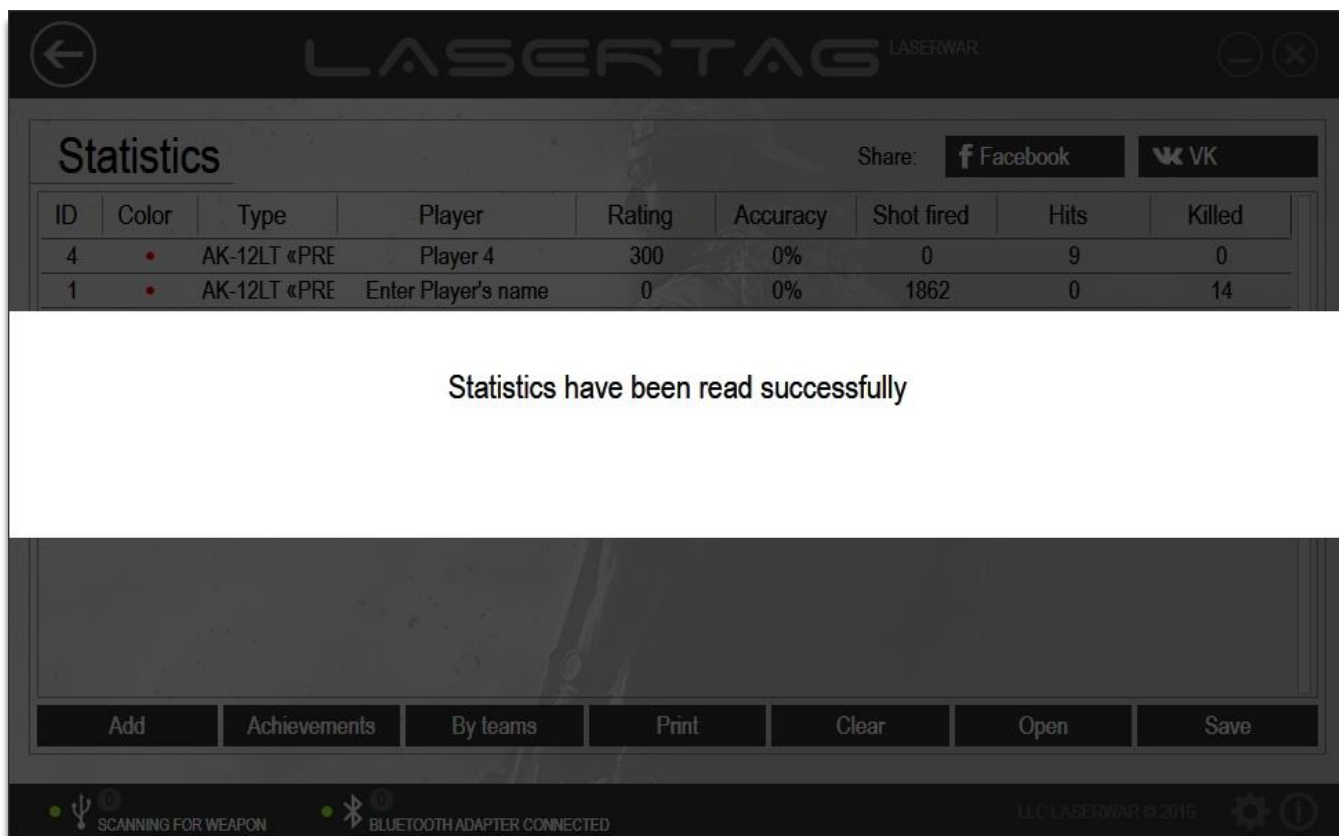 LASERTAG LASERWAR
Statistics Share: f Facebook VK VK
ID Color Type Player Rating Accuracy Shot fired Hits Killed
4 AK-12LT «PRE Player 4 300 0% 0 9 0
1 AK-12LT «PRE Enter Player's name 0 0% 1862 0 14
Statistics have been read successfully
Add Achievements By teams Print Clear Open Save
0 0
SCANNING FOR WEAPON BLUETOOTH ADAPTER CONNECTED LLC LASERWAR © 2016